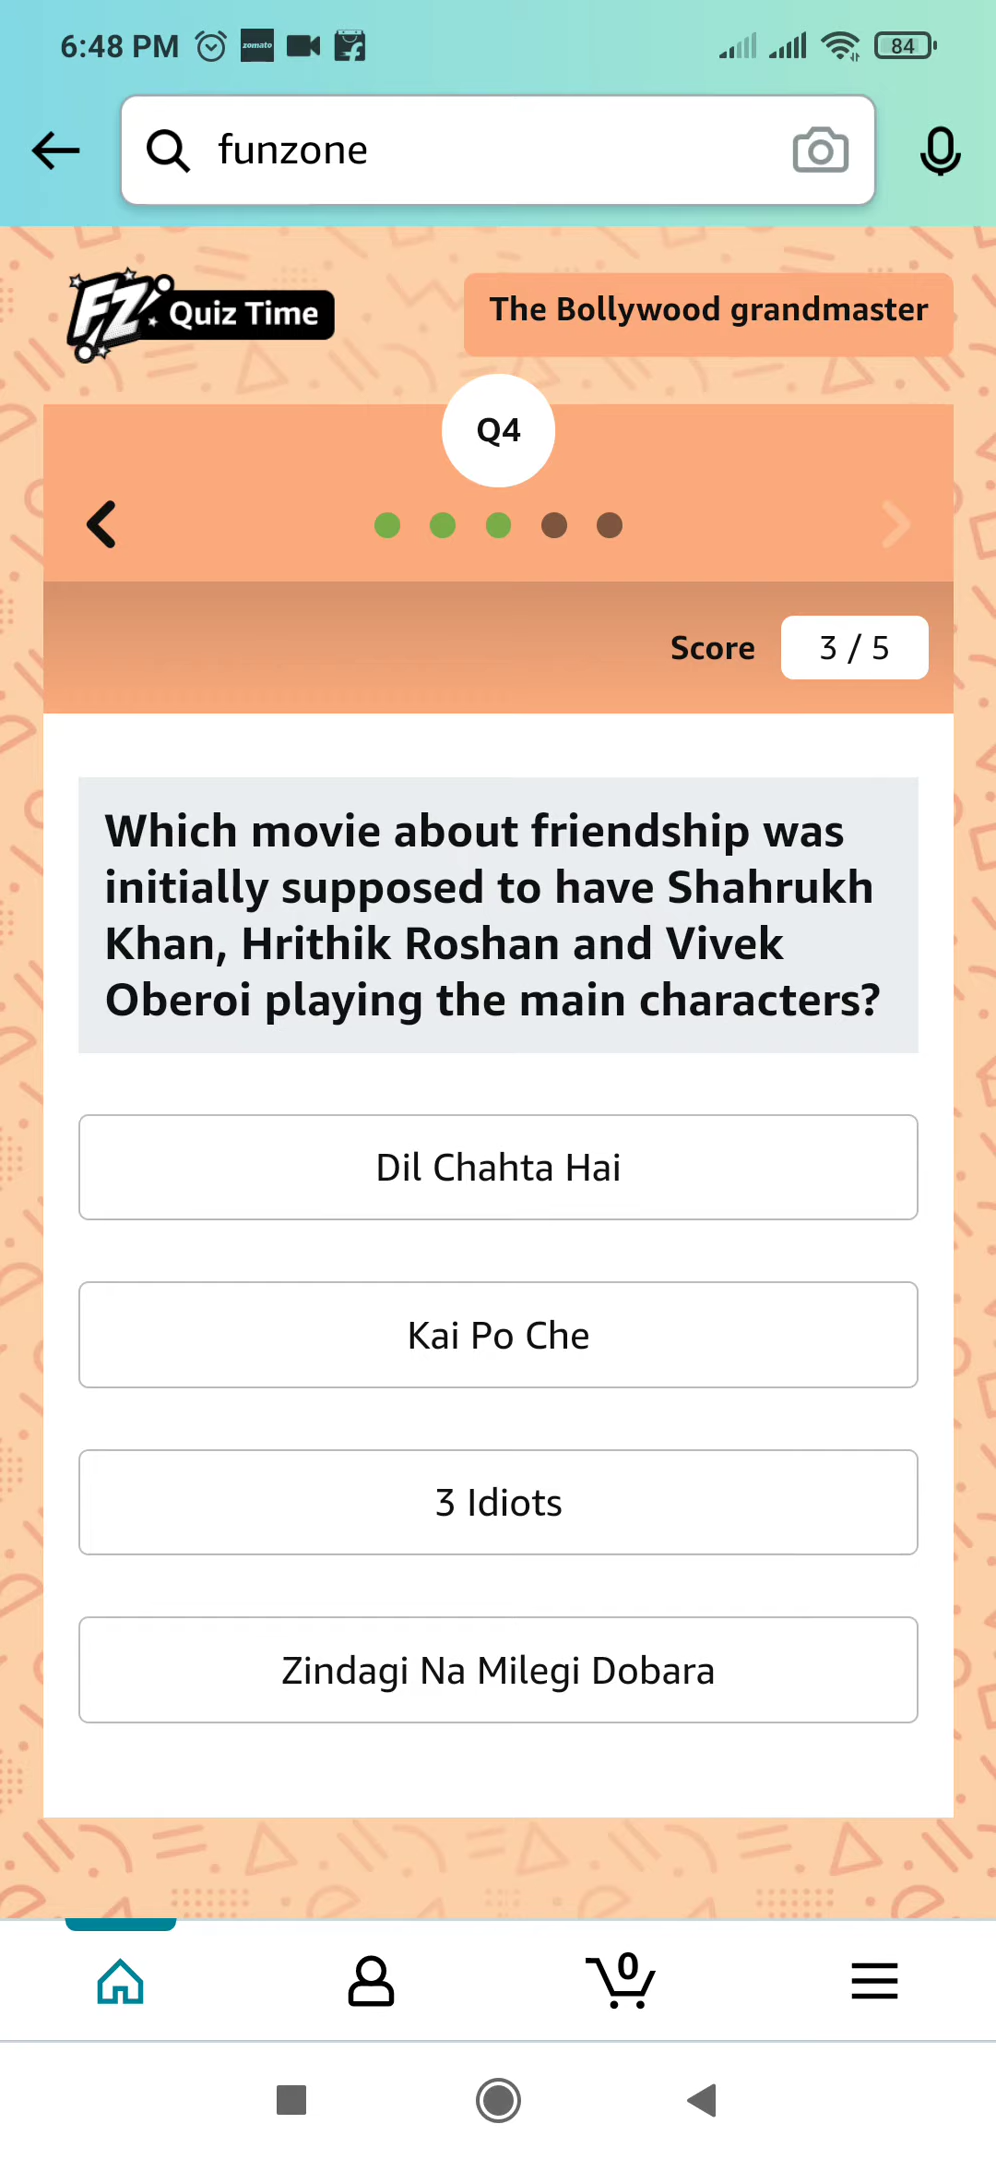 6:48 PM
zomato
84
funzone
FZ Quiz Time
The Bollywood grandmaster
Q4
Score 3 / 5
Which movie about friendship was
initially supposed to have Shahrukh
Khan, Hrithik Roshan and Vivek
Oberoi playing the main characters?
Dil Chahta Hai
Kai Po Che
3 Idiots
Zindagi Na Milegi Dobara
0